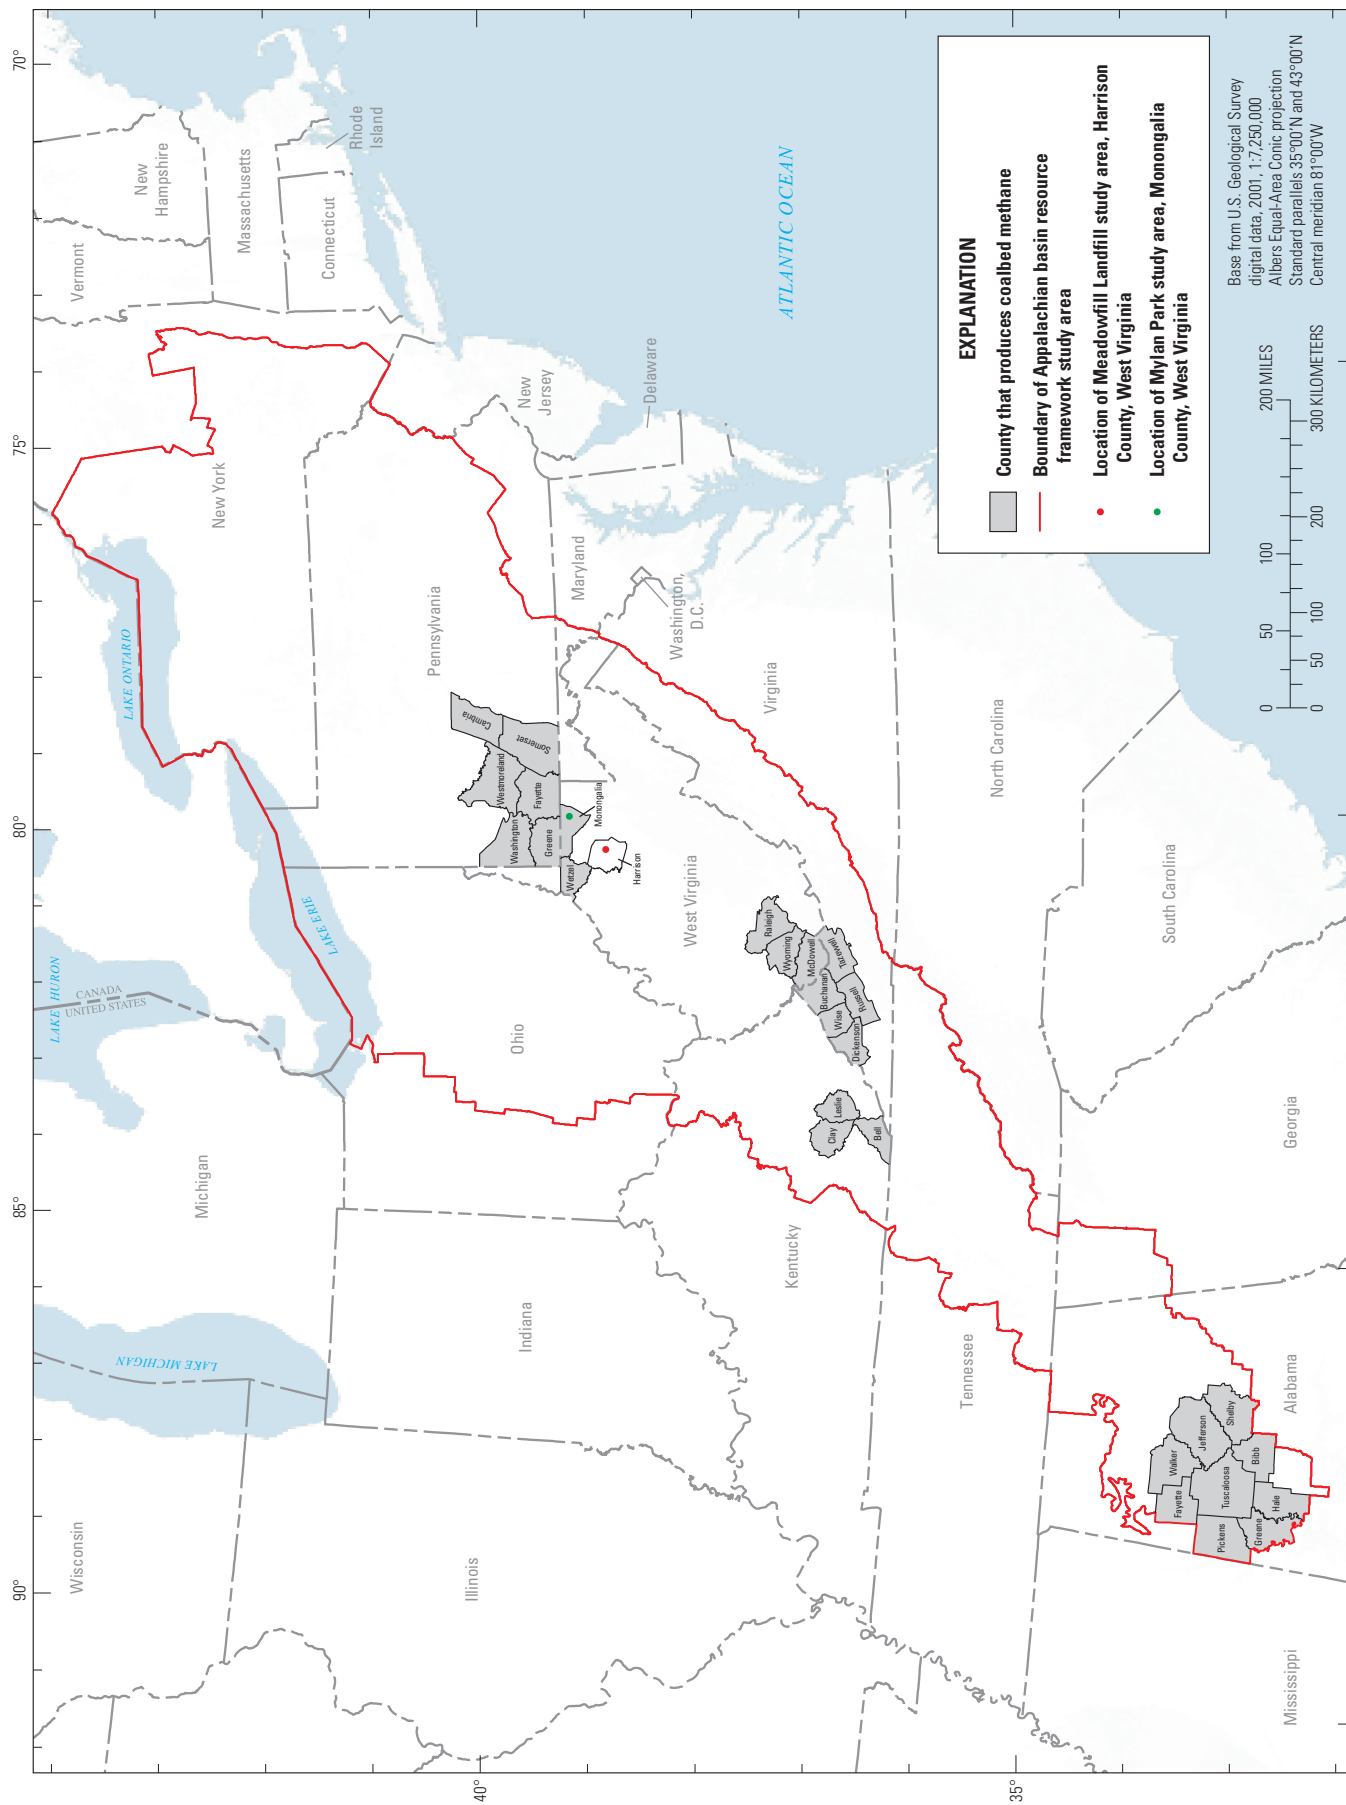 70°
75°
80°
85°
90°
40°
35°
LAKE HURON
CANADA
UNITED STATES
LAKE ONTARIO
LAKE ERIE
LAKE MICHIGAN
ATLANTIC OCEAN
Wisconsin
Michigan
Illinois
Indiana
Ohio
Kentucky
Tennessee
Mississippi
Alabama
Georgia
South Carolina
North Carolina
Virginia
West Virginia
Washington,
D.C.
Maryland
Delaware
New
Jersey
Pennsylvania
New York
Vermont
New
Hampshire
Massachusetts
Connecticut
Rhode
Island
Cambria
Somerset
Westmoreland
Fayette
Washington
Greene
Monongalia
Wetzel
Harrison
Raleigh
Wyoming
McDowell
Tazewell
Buchanan
Russell
Wise
Dickenson
Leslie
Clay
Bell
Walker
Jefferson
Shelby
Fayette
Tuscaloosa
Bibb
Pickens
Greene
Hale
EXPLANATION
County that produces coalbed methane
Boundary of Appalachian basin resource
framework study area
Location of Meadowfill Landfill study area, Harrison
County, West Virginia
Location of Mylan Park study area, Monongalia
County, West Virginia
0 50 100 200 MILES
0 50 100 200 300 KILOMETERS
Base from U.S. Geological Survey
digital data, 2001, 1:7,250,000
Albers Equal-Area Conic projection
Standard parallels 35°00'N and 43°00'N
Central meridian 81°00'W